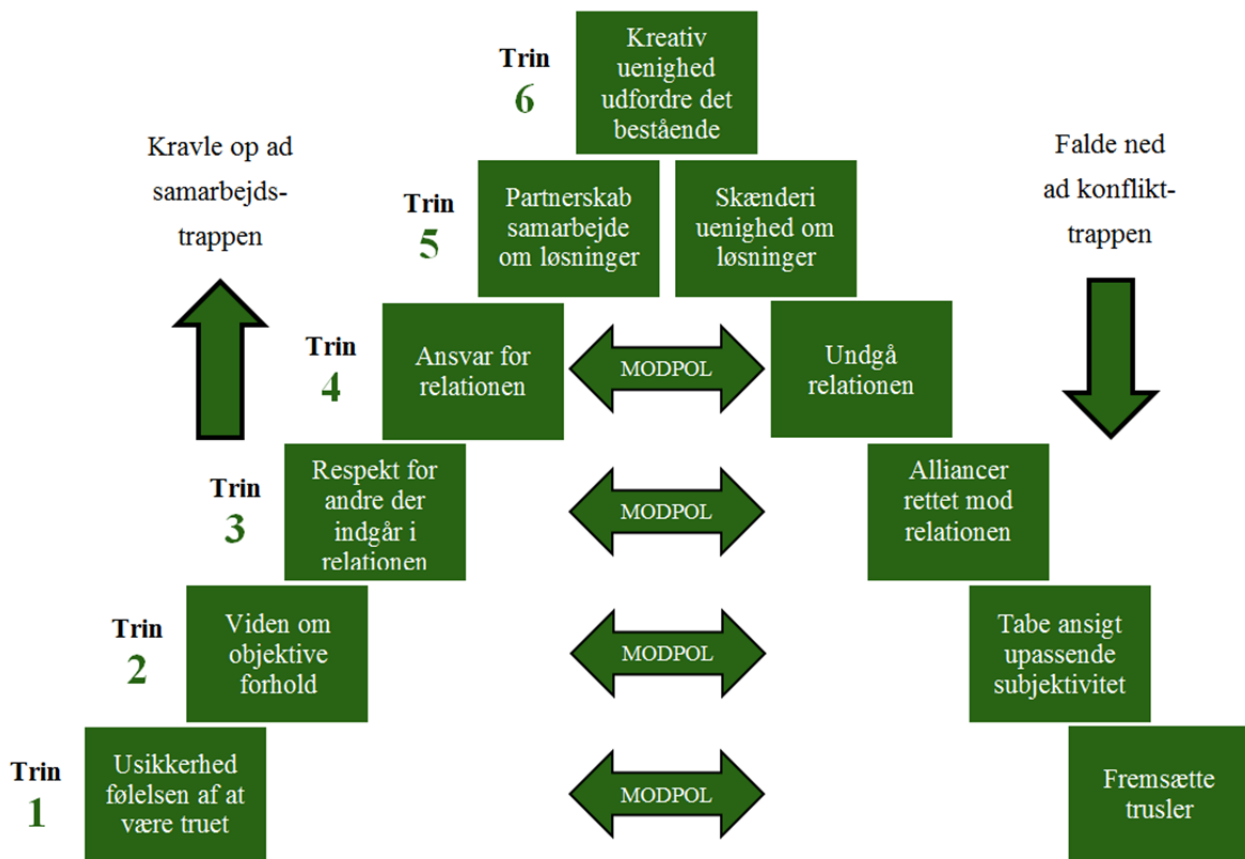 Trin
6
Kreativ
uenighed
udfordre det
bestående
Kravle op ad
samarbejds-
trappen
Falde ned
ad konflikt-
trappen
Trin
5
Partnerskab
samarbejde
om løsninger
Skænderi
uenighed om
løsninger
Trin
4
Ansvar for
relationen
MODPOL
Undgå
relationen
Trin
3
Respekt for
andre der
indgår i
relationen
MODPOL
Alliancer
rettet mod
relationen
Trin
2
Viden om
objektive
forhold
MODPOL
Tabe ansigt
upassende
subjektivitet
Trin
1
Usikkerhed
følelsen af at
være truet
MODPOL
Fremsætte
trusler